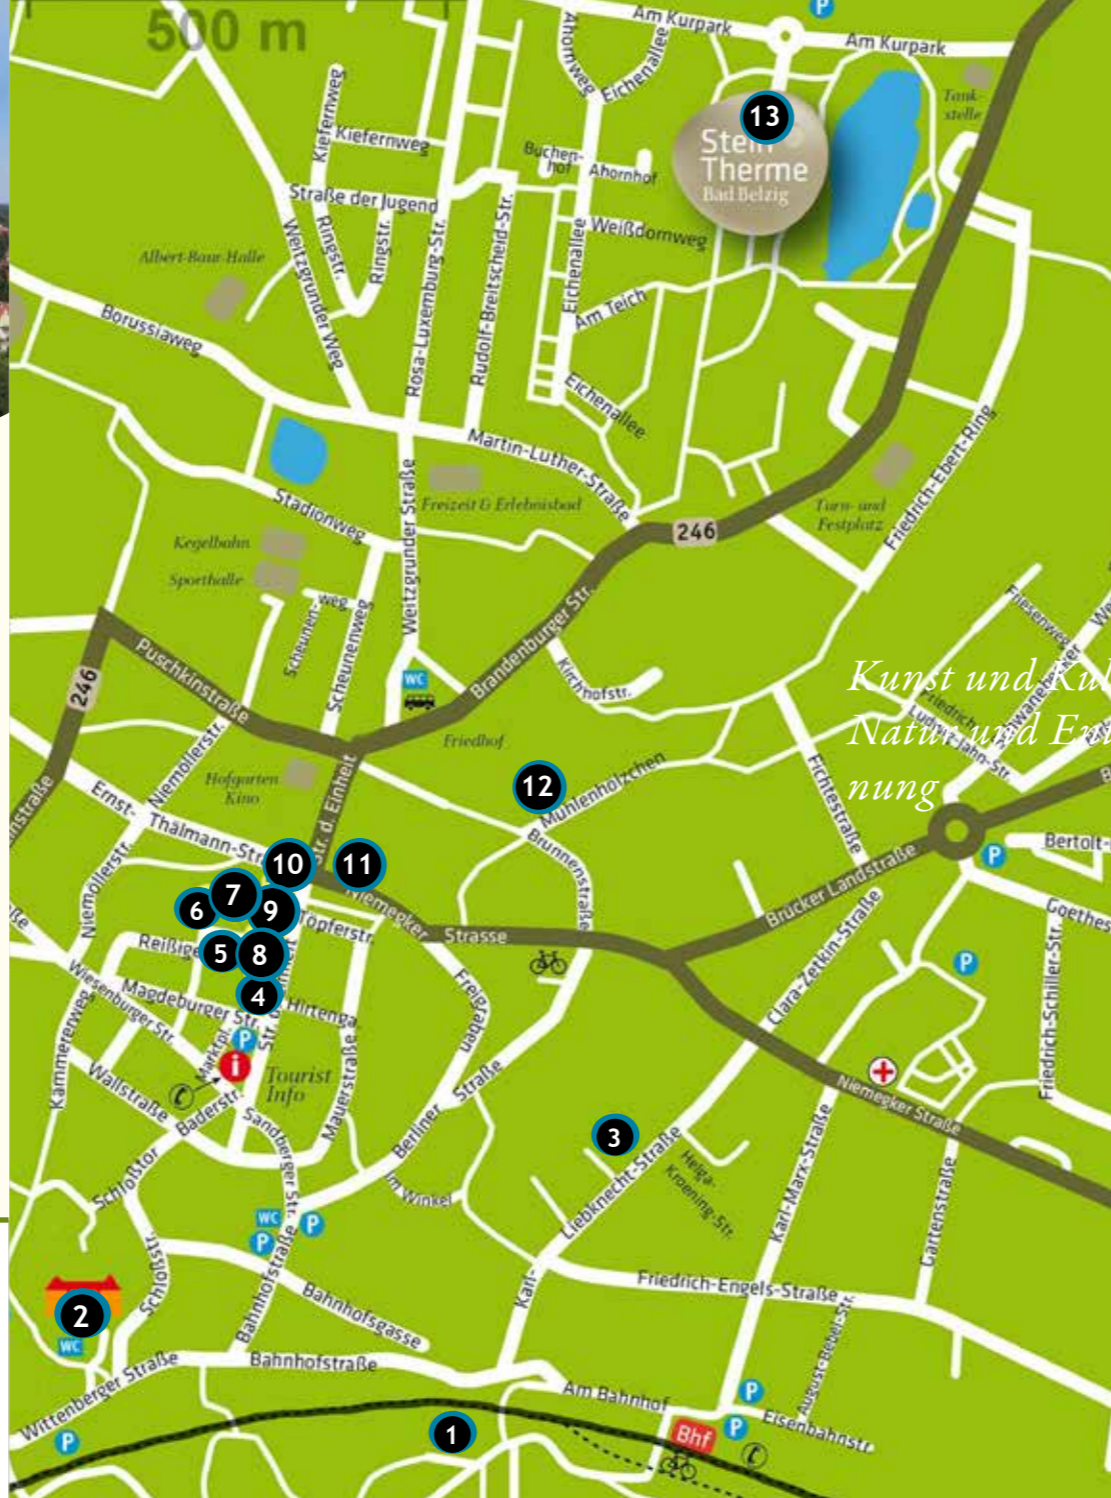 500 m
P
Am Kurpark
Am Kurpark
Ahornweg
Eichenallee
Tank-
stelle
13
Stein
Therme
Bad Belzig
Kiefernweg
Kiefernweg
Buchen-
hof
Ahornhof
Straße der Jugend
Ringstr.
Ringstr.
Weitzgrunder Weg
Rosa-Luxemburg-Str.
Rudolf-Breitscheid-Str.
Eichenallee
Weißdornweg
Albert-Baur-Halle
Am Teich
Borussiaweg
Eichenallee
Martin-Luther-Straße
Friedrich-Ebert-Ring
Stadionweg
Weitzgrunder Straße
Freizeit & Erlebnisbad
Turn- und
Festplatz
246
Kegelbahn
Sporthalle
Scheunen-
weg
Scheunenweg
Brandenburger Str.
Kirchhofstr.
Friesenweg
Puschkinstraße
246
WC
Friedhof
Kunst und Kul
Natur und En
nung
Ludwig-Jahn-Str.
Niemöllerstr.
Hofgarten
Kino
Str. d. Einheit
12
Mühlenhölzchen
Fichtestraße
Ernst-
Thälmann-Str.
Brunnenstraße
Brücker Landstraße
P
Bertolt-
10
11
Niemöllerstr.
7
6
9
Töpferstr.
Niemegker
Strasse
Goethes
Reißige
5
8
Clara-Zetkin-Straße
P
4
Magdeburger Str.
Hirtenga
Wiesenburger Str.
Freigraben
Friedrich-Schiller-Str.
Kämmererweg
Marktpl.
P
i
Tourist
Info
Wallstraße
Baderstr.
Mauerstraße
Sandberger Str.
Berliner
Straße
Niemegker Straße
3
Karl-
Liebknecht-Straße
Helga-
Kroening-Str.
Karl-Marx-Straße
Gartenstraße
Schloßtor
Im Winkel
Schloßstr.
WC
P
P
Bahnhofstraße
Friedrich-Engels-Straße
2
WC
Bahnhofsgasse
August-Bebel-Str.
Wittenberger Straße
Bahnhofstraße
Am Bahnhof
P
Eisenbahnstr.
P
Bhf
P
1